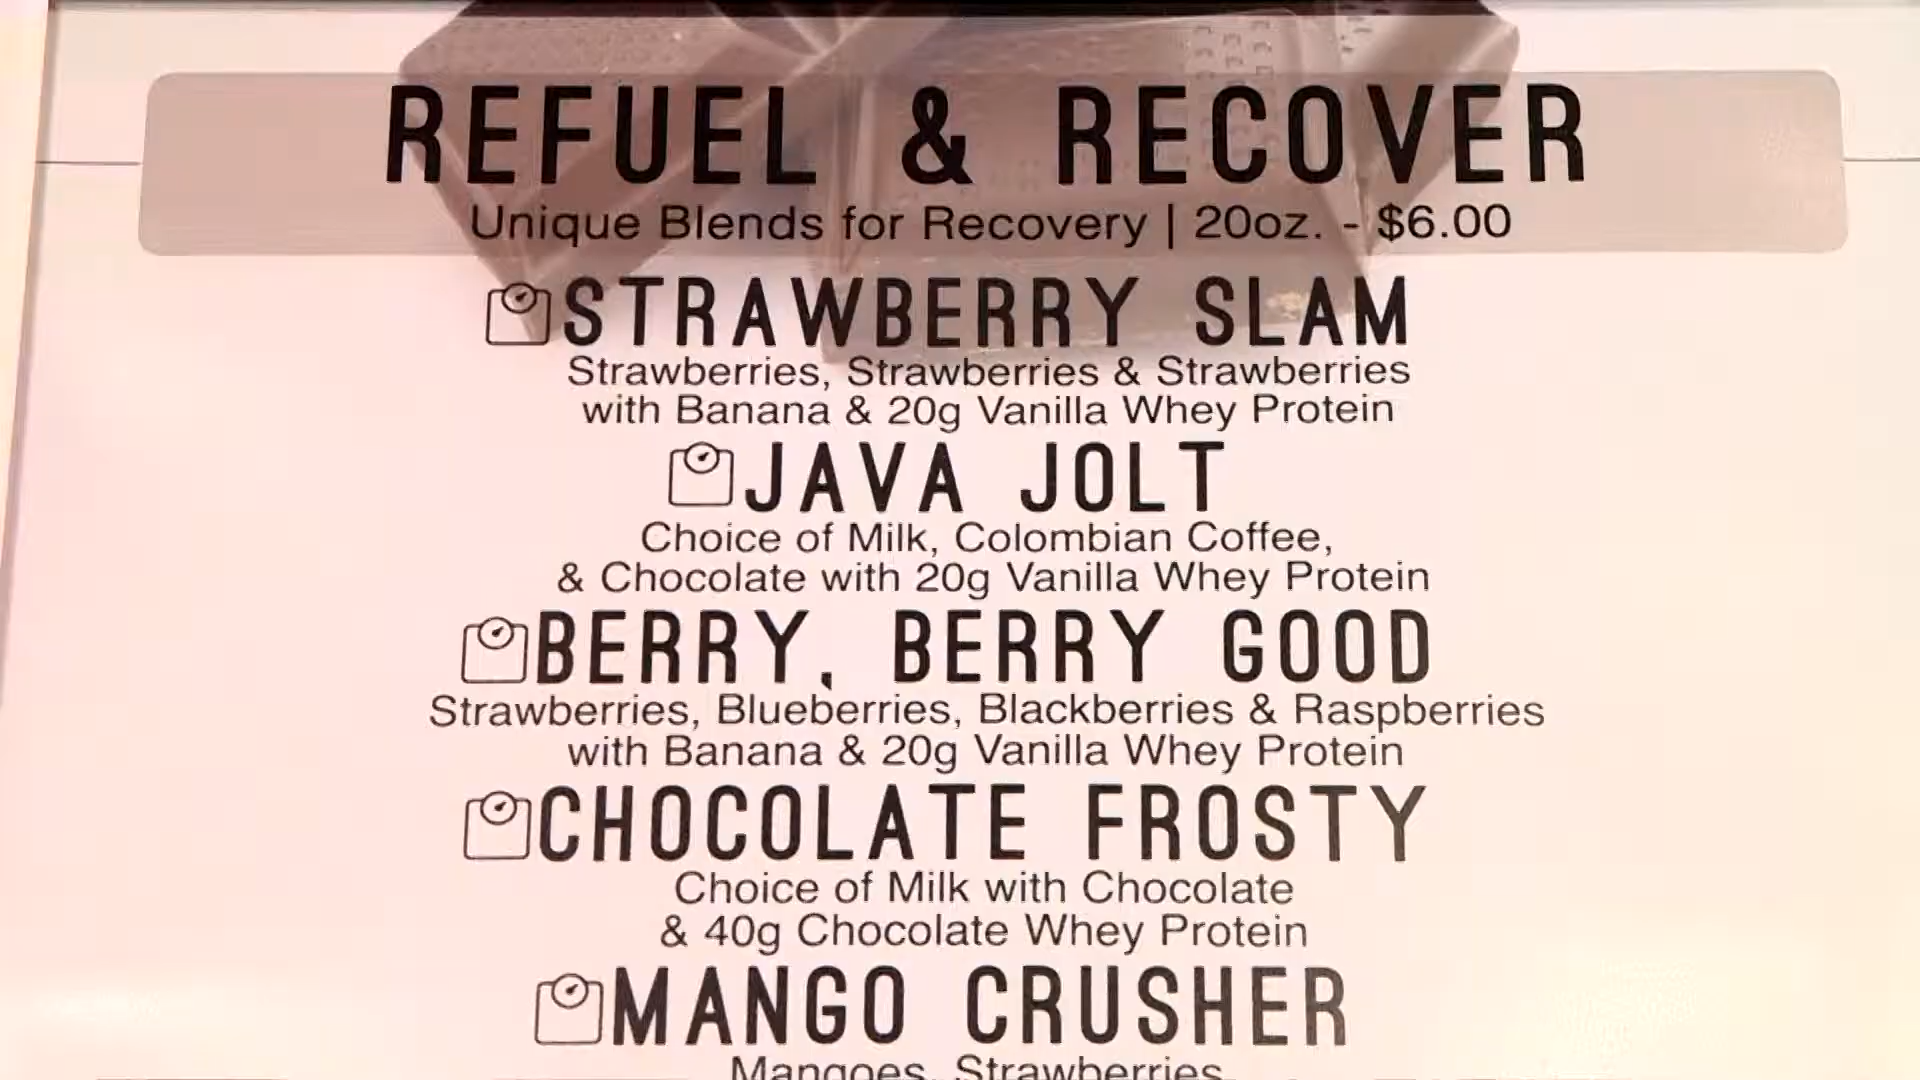 REFUEL & RECOVER
Unique Blends for Recovery | 20oz. - $6.00
STRAWBERRY SLAM
Strawberries, Strawberries & Strawberries
with Banana & 20g Vanilla Whey Protein
JAVA JOLT
Choice of Milk, Colombian Coffee,
& Chocolate with 20g Vanilla Whey Protein
BERRY, BERRY GOOD
Strawberries, Blueberries, Blackberries & Raspberries
with Banana & 20g Vanilla Whey Protein
CHOCOLATE FROSTY
Choice of Milk with Chocolate
& 40g Chocolate Whey Protein
MANGO CRUSHER
Mangoes, Strawberries